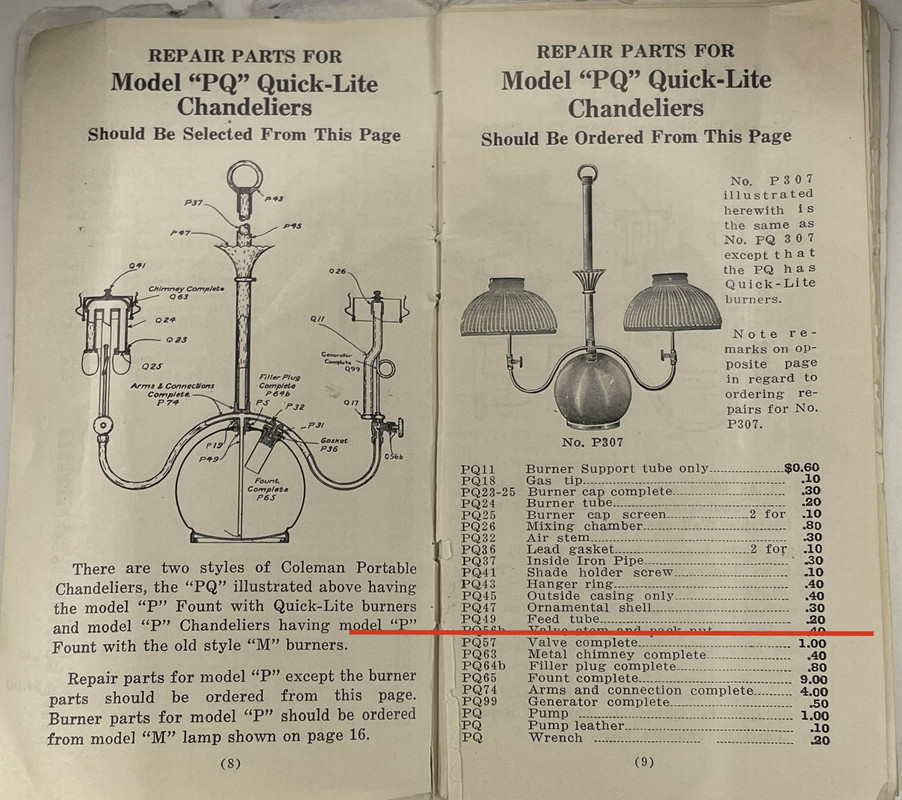 REPAIR PARTS FOR
Model “PQ” Quick-Lite
Chandeliers
Should Be Selected From This Page
P43
P37
P45
P47
Q41
Q26
Chimney Complete
Q63
Q24
Q11
Q23
Generator
Complete
Q99
Q25
Filler Plug
Complete
P64b
Arms & Connections
Complete
P74
P5
P32
Q17
P31
P19
Gasket
P36
P49
Q56b
Fount
Complete
P65
There are two styles of Coleman Portable
Chandeliers, the “PQ” illustrated above having
the model “P” Fount with Quick-Lite burners
and model “P” Chandeliers having model “P”
Fount with the old style “M” burners.
Repair parts for model “P” except the burner
parts should be ordered from this page.
Burner parts for model “P” should be ordered
from model “M” lamp shown on page 16.
(8)
REPAIR PARTS FOR
Model “PQ” Quick-Lite
Chandeliers
Should Be Ordered From This Page
No. P307
illustrated
herewith is
the same as
No. PQ 307
except that
the PQ has
Quick-Lite
burners.
Note re-
marks on op-
posite page
in regard to
ordering re-
pairs for No.
P307.
No. P307
PQ11 Burner Support tube only $0.60
PQ18 Gas tip .10
PQ23-25 Burner cap complete .30
PQ24 Burner tube .20
PQ25 Burner cap screen 2 for .10
PQ26 Mixing chamber .80
PQ32 Air stem .30
PQ36 Lead gasket 2 for .10
PQ37 Inside Iron Pipe .30
PQ41 Shade holder screw .10
PQ43 Hanger ring .40
PQ45 Outside casing only .40
PQ47 Ornamental shell .30
PQ49 Feed tube .20
PQ56b Valve stem and pack nut .40
PQ57 Valve complete 1.00
PQ63 Metal chimney complete .40
PQ64b Filler plug complete .80
PQ65 Fount complete 9.00
PQ74 Arms and connection complete 4.00
PQ99 Generator complete .50
PQ Pump 1.00
PQ Pump leather .10
PQ Wrench .20
(9)